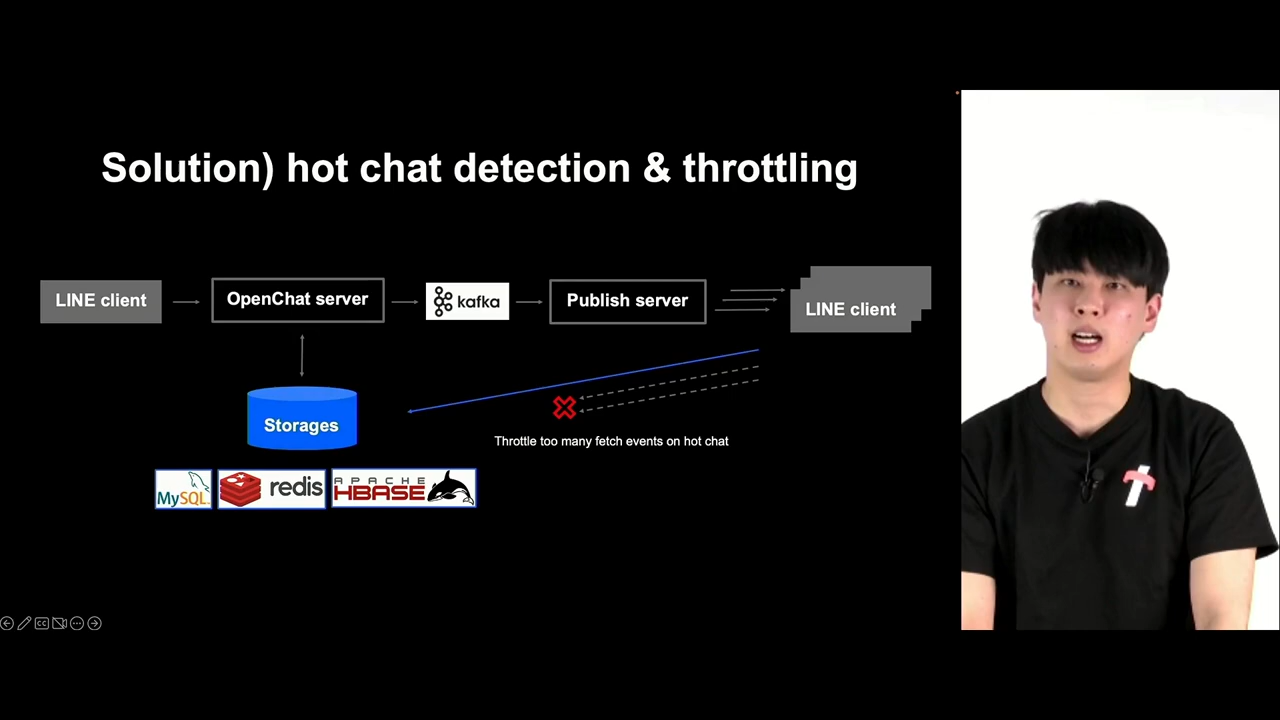 Solution) hot chat detection & throttling
LINE client
OpenChat server
kafka
Publish server
LINE client
Storages
Throttle too many fetch events on hot chat
MySQL
redis
APACHE
HBASE